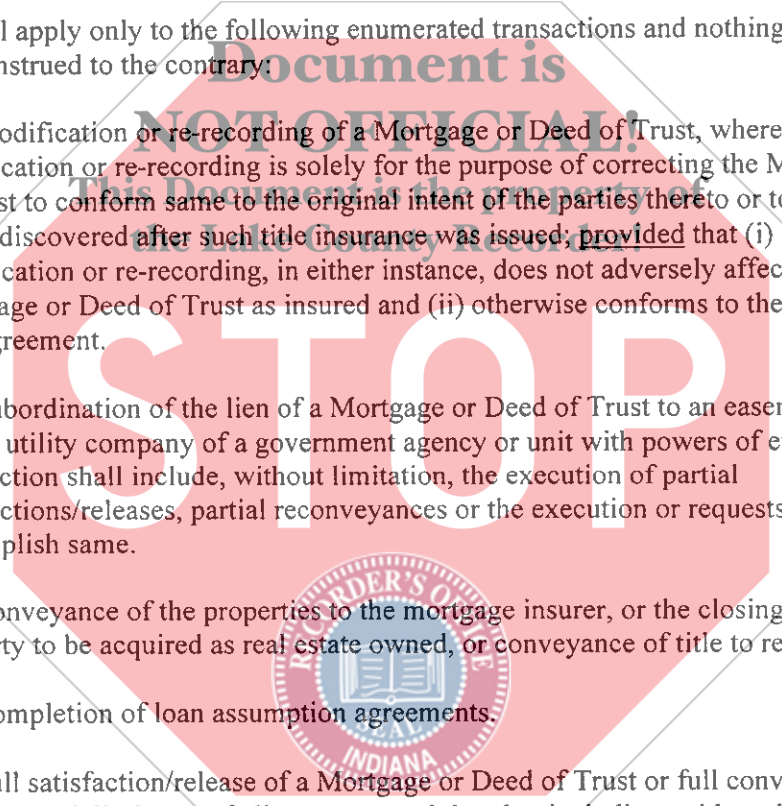 l apply only to the following enumerated transactions and nothing
nstrued to the contrary:
Document is
NOT OFFICIAL!
This Document is the property of
the Lake County Recorder!
odification or re-recording of a Mortgage or Deed of Trust, where
cation or re-recording is solely for the purpose of correcting the M
st to conform same to the original intent of the parties thereto or to
discovered after such title insurance was issued; provided that (i)
cation or re-recording, in either instance, does not adversely affec
age or Deed of Trust as insured and (ii) otherwise conforms to the
greement.
STOP
ubordination of the lien of a Mortgage or Deed of Trust to an easem
utility company of a government agency or unit with powers of e
ction shall include, without limitation, the execution of partial
ctions/releases, partial reconveyances or the execution or requests
plish same.
onveyance of the properties to the mortgage insurer, or the closing
rty to be acquired as real estate owned, or conveyance of title to re
ompletion of loan assumption agreements.
RECORDER'S OFFICE
SEAL
INDIANA
ull satisfaction/release of a Mortgage or Deed of Trust or full conv